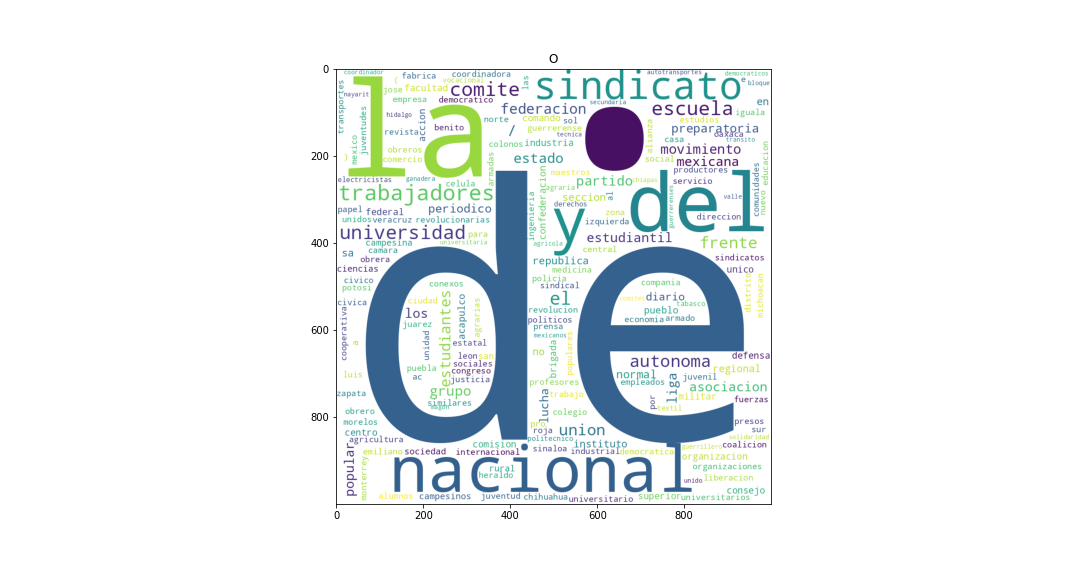 O
0
200
400
600
800
0 200 400 600 800
coordinador
fabrica
coordinadora
vocacional
autotransportes
democraticos
nayarit
(
jose
facultad
comite
las
sindicato
e
bloque
transportes
la
empresa
democratico
federacion
secundaria
o
escuela
en
iguala
hidalgo
accion
norte
comando
sol
estudios
juventudes
revista
benito
/
guerrerense
tecnica
alianza
preparatoria
oaxaca
mexico
obreros
colonos
industria
casa
transito
movimiento
)
comercio
armadas
estado
social
mexicana
educacion
electricistas
ganadera
celula
maestros
partido
chiapas
productores
servicio
trabajadores
agraria
seccion
al
del
valle
comunidades
nuevo
papel
federal
periodico
ingenieria
confederacion
derechos
y
zona
izquierda
guerrerenses
direccion
unidos
veracruz
revolucionarias
universidad
para
universitaria
agricola
estudiantil
frente
campesina
camara
central
sa
obrera
de
republica
sindicatos
ciencias
medicina
unico
civico
potosi
conexos
policia
sindical
compania
distrito
michoacan
civica
ciudad
el
comites
diario
tabasco
los
estudiantes
acapulco
agrarias
revolucion
pueblo
juarez
politicos
economia
armado
cooperativa
unidad
prensa
mexicanos
a
estatal
no
brigada
populares
leon
san
autonoma
defensa
puebla
sociales
congreso
normal
regional
luis
ac
justicia
profesores
empleados
liga
juvenil
zapata
grupo
lucha
trabajo
asociacion
militar
similares
magon
por
fuerzas
obrero
colegio
textil
morelos
pro
presos
centro
roja
union
sur
agricultura
politecnico
solidaridad
comision
instituto
guerrillero
coalicion
popular
emiliano
sociedad
internacional
sinaloa
industrial
democratica
organizacion
monterrey
nacional
rural
heraldo
organizaciones
unido
liberacion
alumnos
campesinos
juventud
chihuahua
universitario
superior
universitarios
consejo